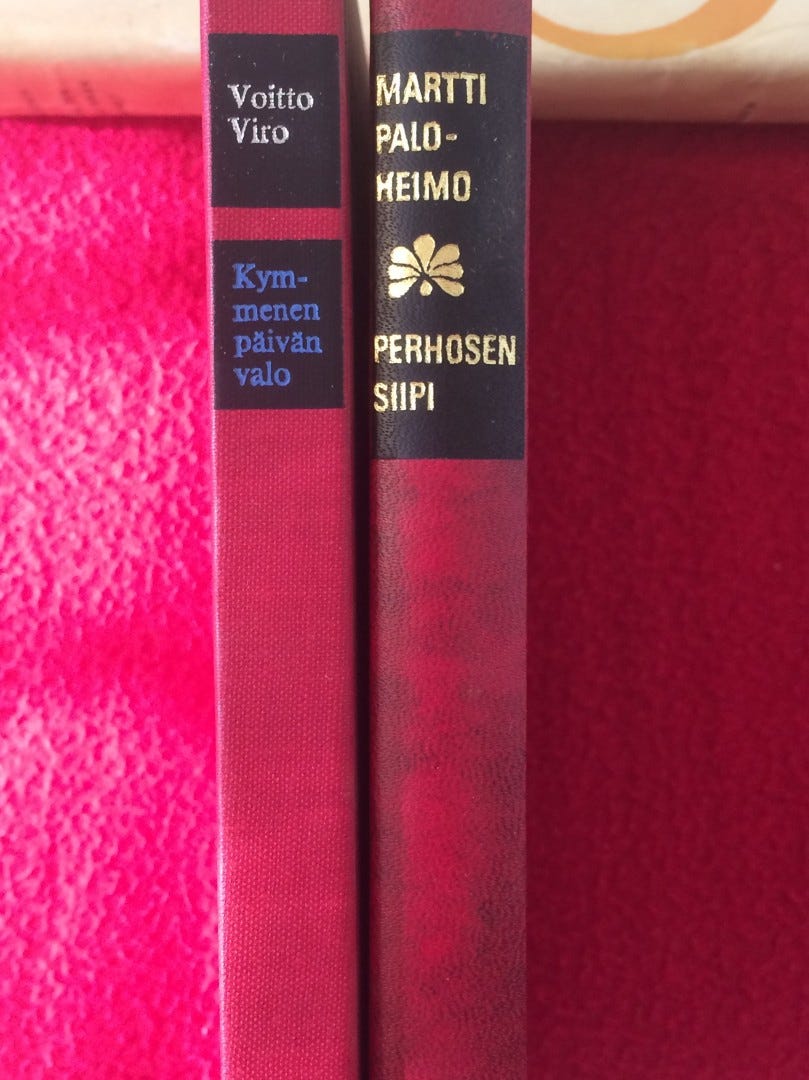 Voitto
Viro
Kym-
menen
päivän
valo
MARTTI
PALO-
HEIMO
PERHOSEN
SIIPI